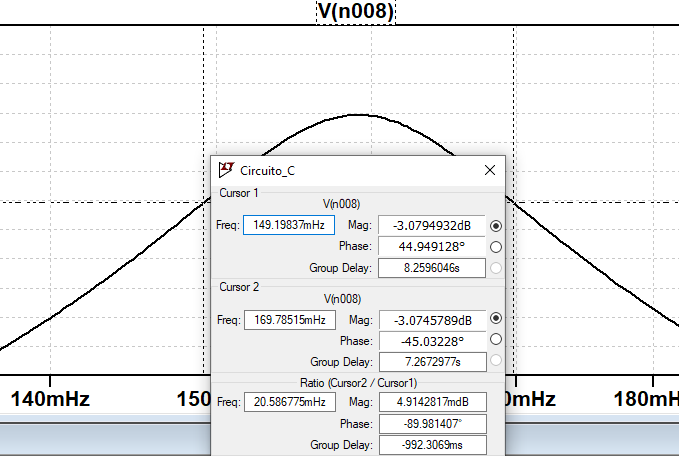 V(n008)
Circuito_C
Cursor 1
V(n008)
Freq: 149.19837mHz Mag: -3.0794932dB
Phase: 44.949128°
Group Delay: 8.2596046s
Cursor 2
V(n008)
Freq: 169.78515mHz Mag: -3.0745789dB
Phase: -45.03228°
Group Delay: 7.2672977s
Ratio (Cursor2 / Cursor1)
Freq: 20.586775mHz Mag: 4.9142817mdB
Phase: -89.981407°
Group Delay: -992.3069ms
140mHz 150 0mHz 180mHz